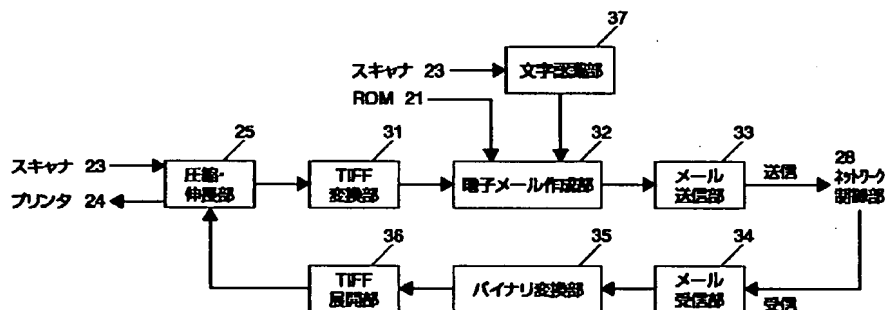 37
スキャナ 23
文字認識部
ROM 21
25
31
32
33
スキャナ 23
プリンタ 24
圧縮・
伸長部
TIFF
変換部
電子メール作成部
メール
送信部
送信
28
ネットワーク
制御部
36
35
34
TIFF
展開部
バイナリ変換部
メール
受信部
受信